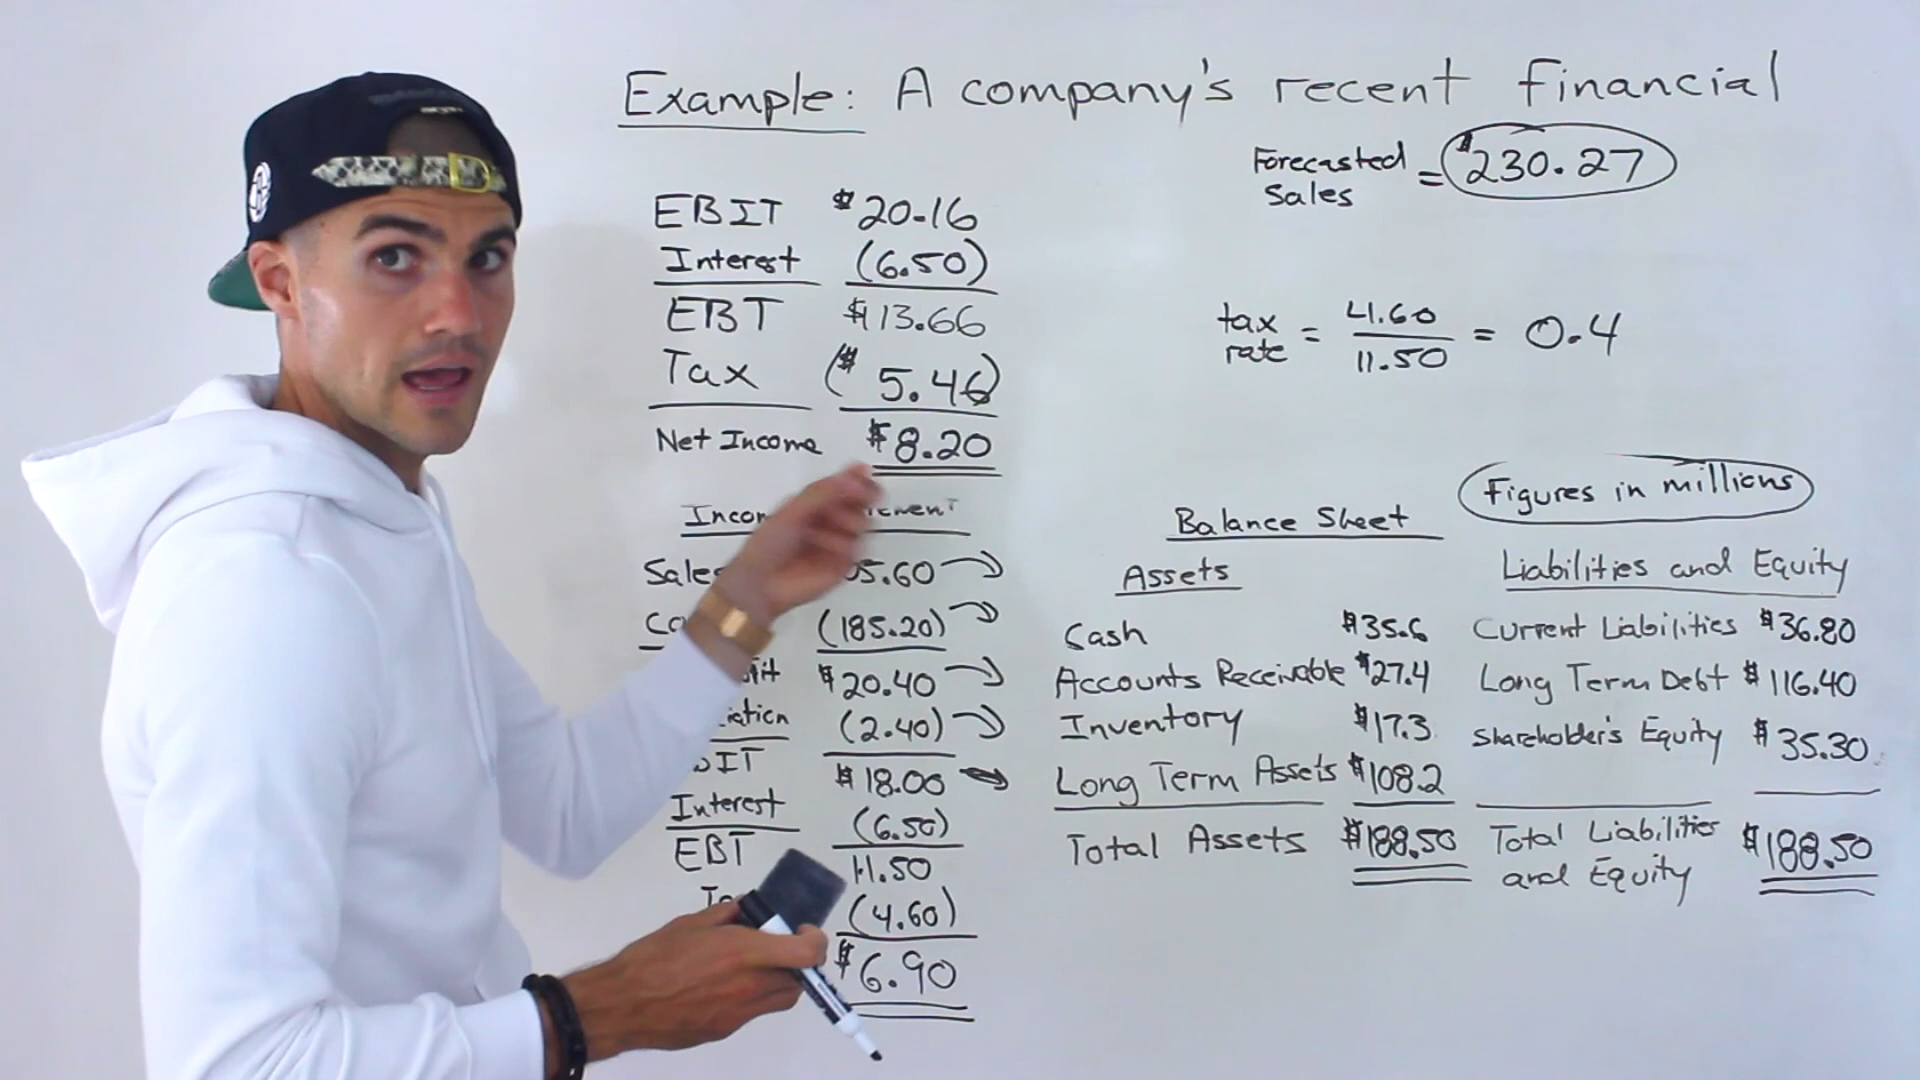 Example: A company's recent financial
Forecasted Sales = $230.27
EBIT $20.16
Interest (6.50)
EBT $13.66
Tax ($5.46)
Net Income $8.20
tax rate = 4.60 / 11.50 = 0.4
Figures in millions
Balance Sheet
Assets
Cash $35.6
Accounts Receivable $27.4
Inventory $17.3
Long Term Assets $108.2
Total Assets $188.50
Liabilities and Equity
Current Liabilities $36.80
Long Term Debt $116.40
Shareholder's Equity $35.30
Total Liabilities and Equity $188.50
Sales 05.60
(185.20)
$20.40
(2.40)
$18.00
Interest (6.50)
EBT 11.50
(4.60)
$6.90